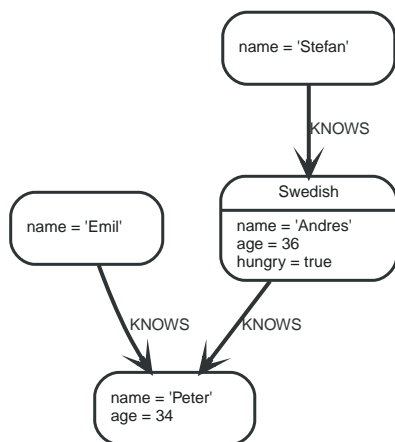 name = 'Stefan'
KNOWS
Swedish
name = 'Andres'
age = 36
hungry = true
name = 'Emil'
KNOWS
KNOWS
name = 'Peter'
age = 34